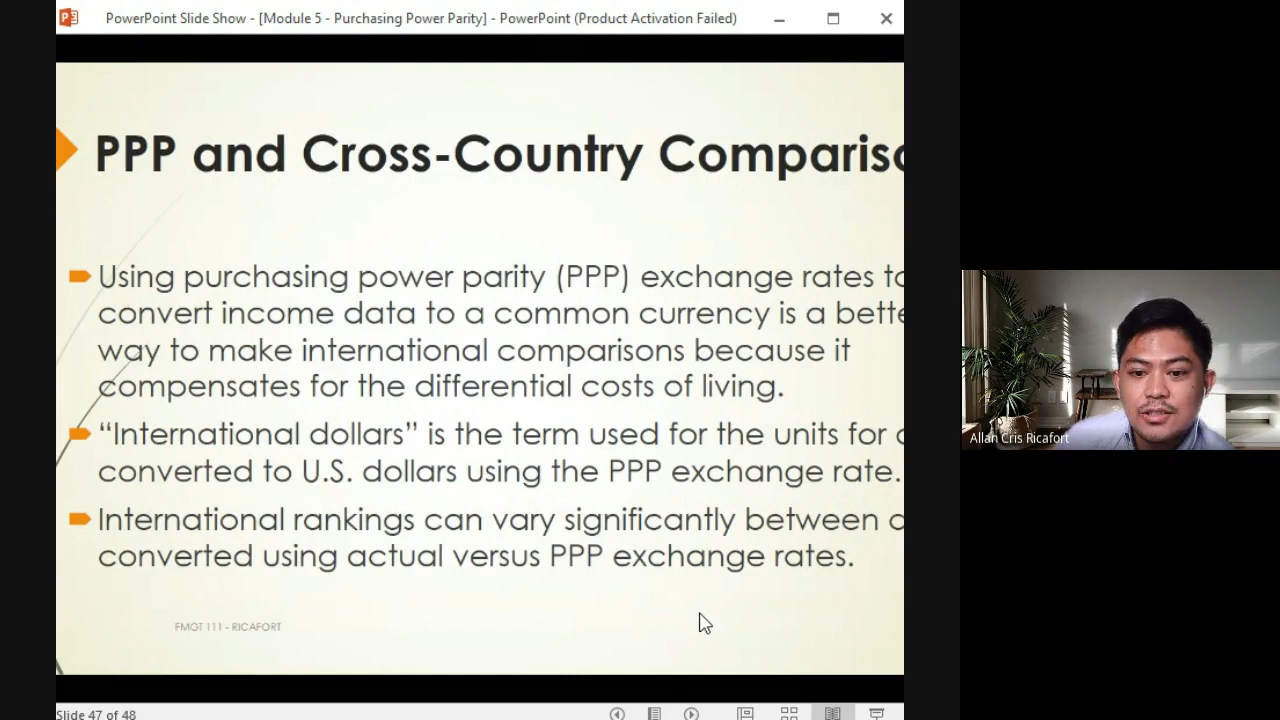 PowerPoint Slide Show - [Module 5 - Purchasing Power Parity] - PowerPoint (Product Activation Failed)
PPP and Cross-Country
Using purchasing power parity (PPP) exchange rates
convert income data to a common currency is a
way to make international comparisons because it
compensates for the differential costs of living.
“International dollars” is the term used for the units for
converted to U.S. dollars using the PPP exchange rate.
International rankings can vary significantly between
converted using actual versus PPP exchange rates.
FMGT 111 - RICAFORT
Slide 47 of 48
Allan Cris Ricafort